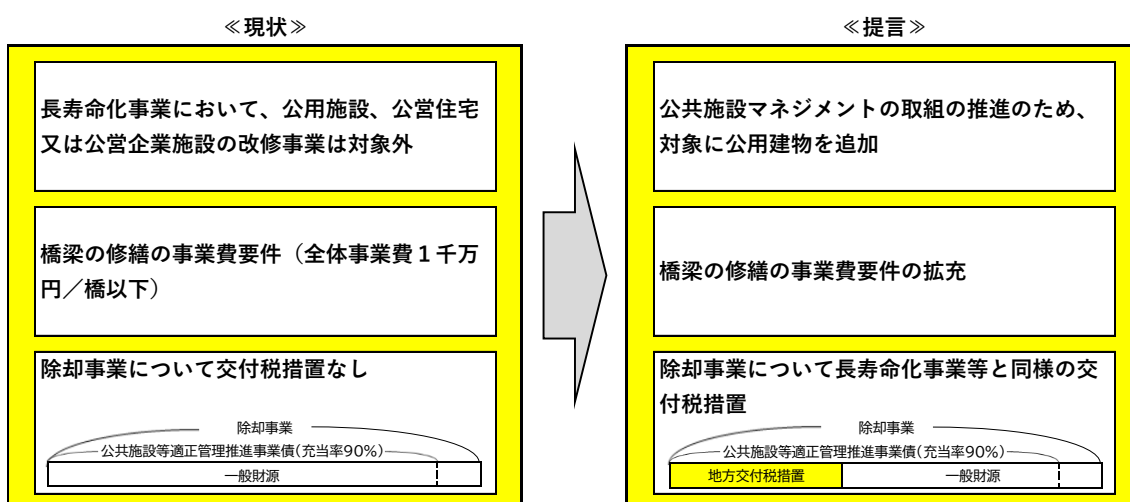 ≪現状≫
長寿命化事業において、公用施設、公営住宅
又は公営企業施設の改修事業は対象外
橋梁の修繕の事業費要件（全体事業費１千万
円／橋以下）
除却事業について交付税措置なし
除却事業
公共施設等適正管理推進事業債(充当率90%)
一般財源
≪提言≫
公共施設マネジメントの取組の推進のため、
対象に公用建物を追加
橋梁の修繕の事業費要件の拡充
除却事業について長寿命化事業等と同様の交
付税措置
除却事業
公共施設等適正管理推進事業債(充当率90%)
地方交付税措置
一般財源